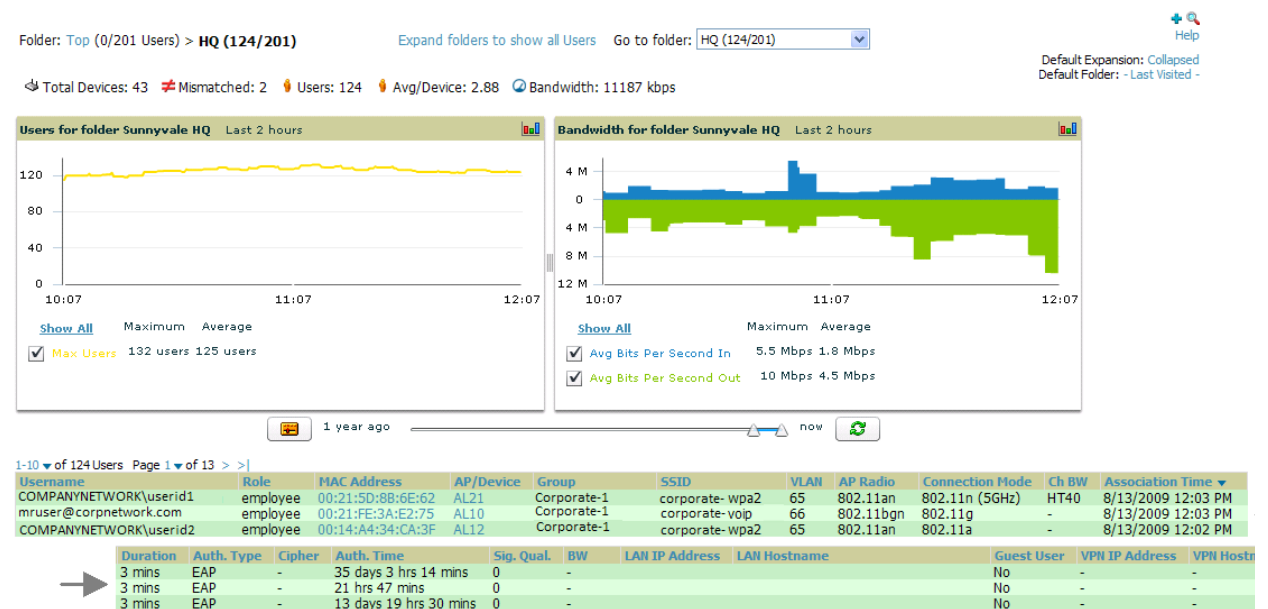 Folder: Top (0/201 Users) > HQ (124/201) Expand folders to show all Users Go to folder: HQ (124/201)
Help
Default Expansion: Collapsed
Default Folder: - Last Visited -
Total Devices: 43 Mismatched: 2 Users: 124 Avg/Device: 2.88 Bandwidth: 11187 kbps
Users for folder Sunnyvale HQ Last 2 hours
120
80
40
0
10:07 11:07 12:07
Show All Maximum Average
Max Users 132 users 125 users
Bandwidth for folder Sunnyvale HQ Last 2 hours
4 M
0
4 M
8 M
12 M
10:07 11:07 12:07
Show All Maximum Average
Avg Bits Per Second In 5.5 Mbps 1.8 Mbps
Avg Bits Per Second Out 10 Mbps 4.5 Mbps
1 year ago now
1-10 of 124 Users Page 1 of 13 > >|
Username Role MAC Address AP/Device Group SSID VLAN AP Radio Connection Mode Ch BW Association Time
COMPANYNETWORK\userid1 employee 00:21:5D:8B:6E:62 AL21 Corporate-1 corporate- wpa2 65 802.11an 802.11n (5GHz) HT40 8/13/2009 12:03 PM
mruser@corpnetwork.com employee 00:21:FE:3A:E2:75 AL10 Corporate-1 corporate- voip 66 802.11bgn 802.11g - 8/13/2009 12:03 PM
COMPANYNETWORK\userid2 employee 00:14:A4:34:CA:3F AL12 Corporate-1 corporate- wpa2 65 802.11an 802.11a - 8/13/2009 12:02 PM
Duration Auth. Type Cipher Auth. Time Sig. Qual. BW LAN IP Address LAN Hostname Guest User VPN IP Address VPN Hostn
3 mins EAP - 35 days 3 hrs 14 mins 0 - No - -
3 mins EAP - 21 hrs 47 mins 0 - No - -
3 mins EAP - 13 days 19 hrs 30 mins 0 - No - -